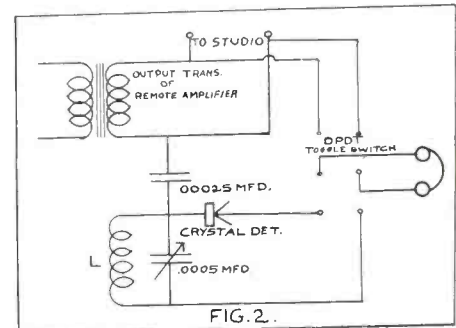 TO STUDIO
OUTPUT TRANS.
OF
REMOTE AMPLIFIER
DPDT
TOGGLE SWITCH
.00025 MFD.
CRYSTAL DET.
L
.0005 MFD
FIG. 2.